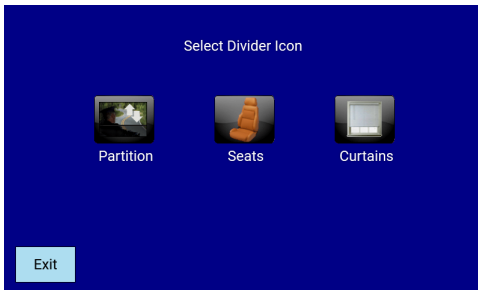 Select Divider Icon
Partition
Seats
Curtains
Exit